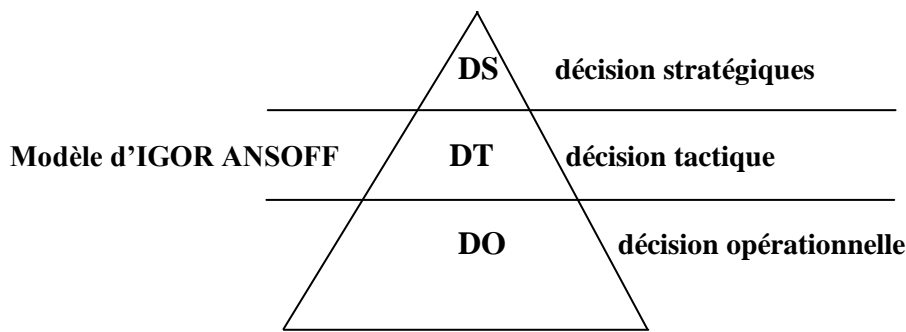 DS décision stratégiques
Modèle d’IGOR ANSOFF DT décision tactique
DO décision opérationnelle